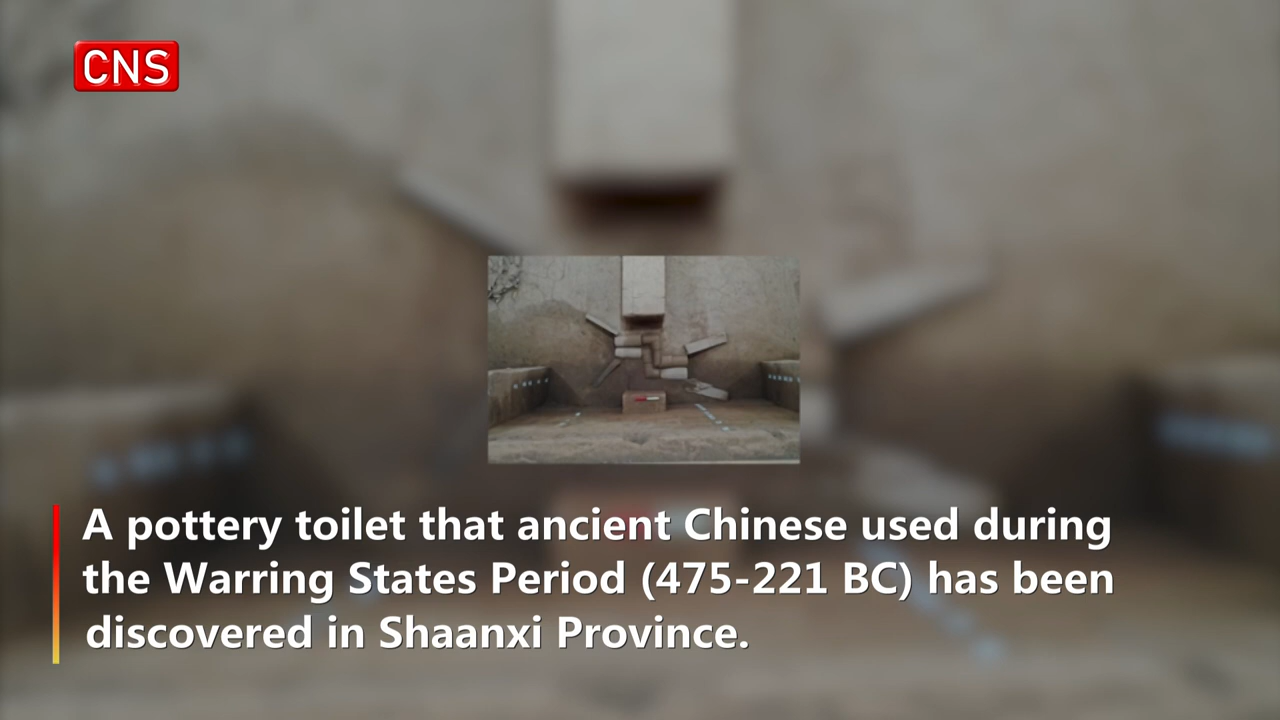 CNS
A pottery toilet that ancient Chinese used during
the Warring States Period (475-221 BC) has been
discovered in Shaanxi Province.